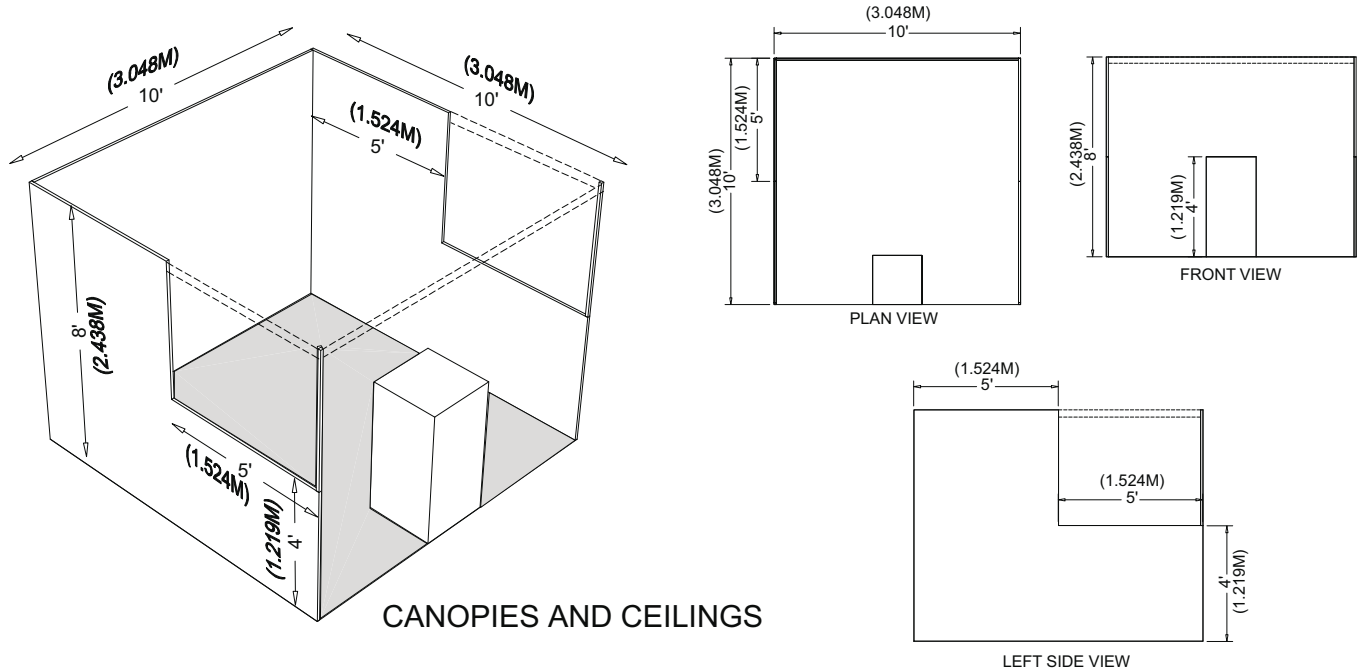 (3.048M)
10'
(3.048M)
10'
(1.524M)
5'
8'
(2.438M)
5'
(1.524M)
4'
(1.219M)
CANOPIES AND CEILINGS
(3.048M)
10'
(1.524M)
5'
(3.048M)
10'
PLAN VIEW
(2.438M)
8'
(1.219M)
4'
FRONT VIEW
(1.524M)
5'
(1.524M)
5'
4'
(1.219M)
LEFT SIDE VIEW